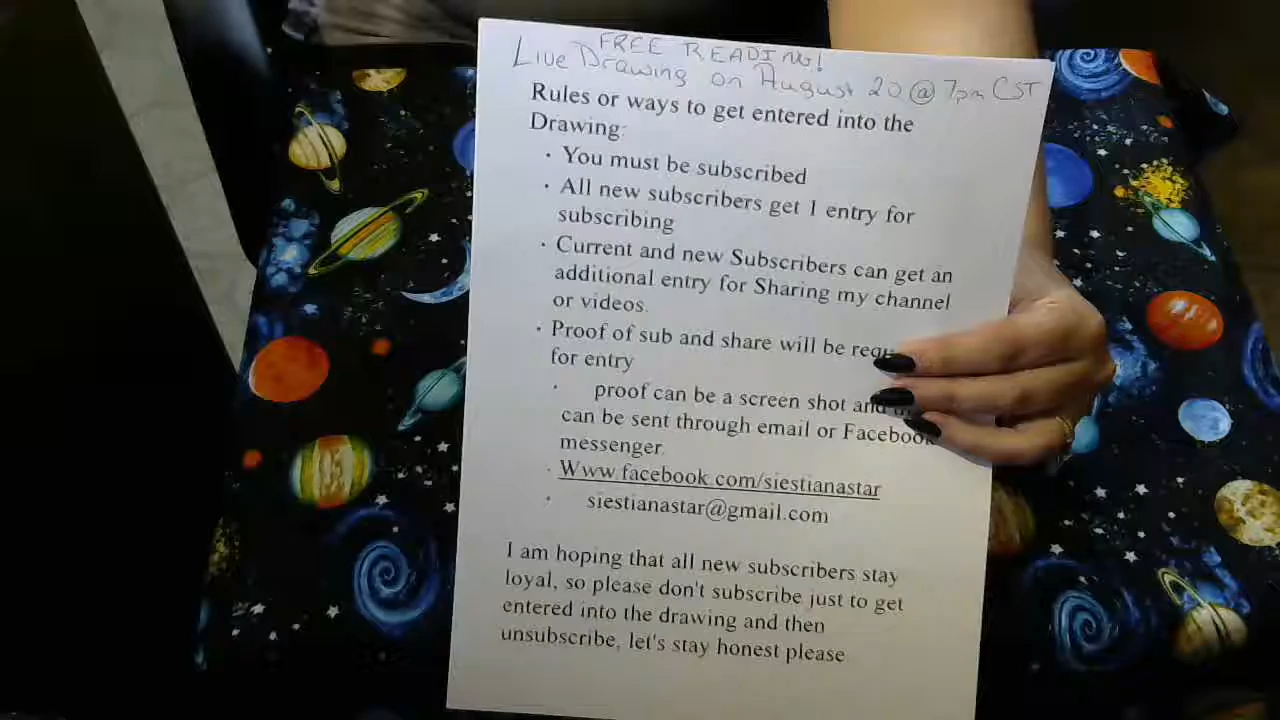 FREE READING!
Live Drawing on August 20 @ 7pm CST
Rules or ways to get entered into the
Drawing:
· You must be subscribed
· All new subscribers get 1 entry for
subscribing
· Current and new Subscribers can get an
additional entry for Sharing my channel
or videos.
· Proof of sub and share will be
for entry
· proof can be a screen shot and
can be sent through email or Facebook
messenger.
· Www.facebook.com/siestianastar
· siestianastar@gmail.com
I am hoping that all new subscribers stay
loyal, so please don't subscribe just to get
entered into the drawing and then
unsubscribe, let's stay honest please